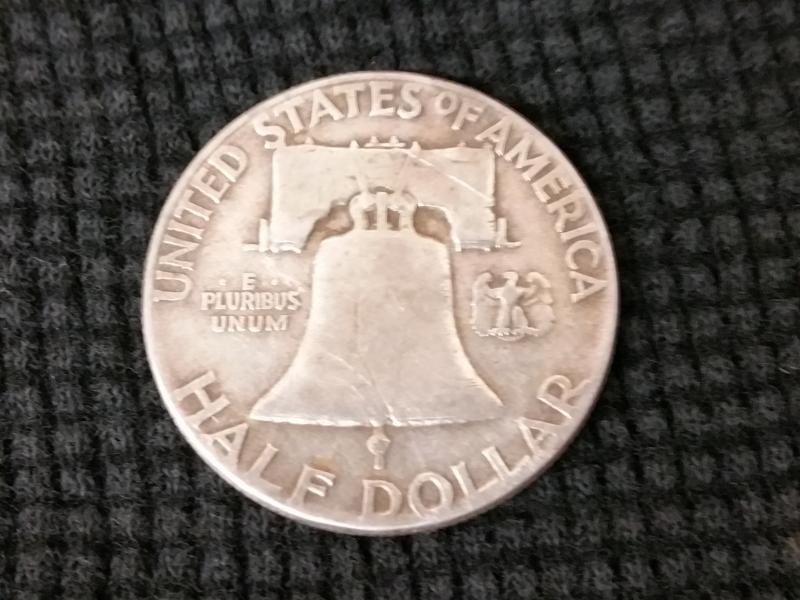 UNITED STATES OF AMERICA
E
PLURIBUS
UNUM
HALF DOLLAR